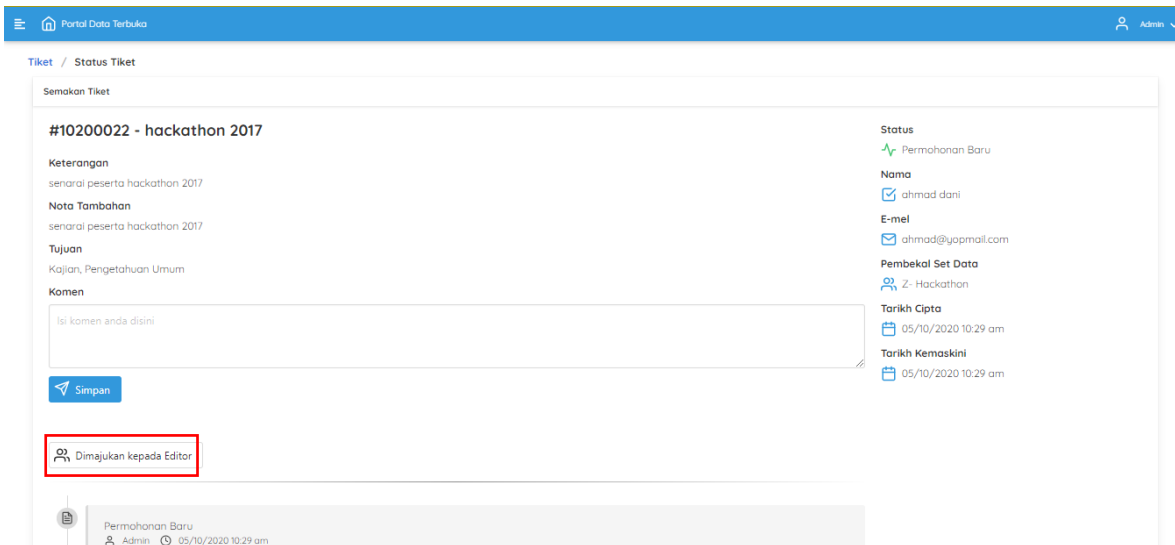 Portal Data Terbuka
Admin
Tiket / Status Tiket
Semakan Tiket
#10200022 - hackathon 2017
Keterangan
senarai peserta hackathon 2017
Nota Tambahan
senarai peserta hackathon 2017
Tujuan
Kajian, Pengetahuan Umum
Komen
Isi komen anda disini
Simpan
Dimajukan kepada Editor
Permohonan Baru
Admin 05/10/2020 10:29 am
Status
Permohonan Baru
Nama
ahmad dani
E-mel
ahmad@yopmail.com
Pembekal Set Data
Z- Hackathon
Tarikh Cipta
05/10/2020 10:29 am
Tarikh Kemaskini
05/10/2020 10:29 am